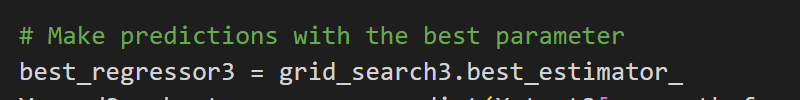 # Make predictions with the best parameter
best_regressor3 = grid_search3.best_estimator_